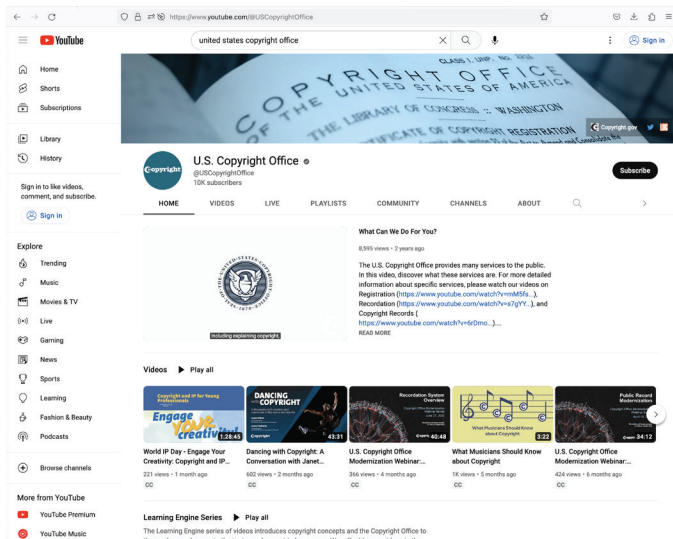 https://www.youtube.com/@USCopyrightOffice
YouTube
united states copyright office
Sign in
Home
Shorts
Subscriptions
Library
History
Sign in to like videos,
comment, and subscribe.
Sign in
Explore
Trending
Music
Movies & TV
Live
Gaming
News
Sports
Learning
Fashion & Beauty
Podcasts
Browse channels
More from YouTube
YouTube Premium
YouTube Music
CLASS I. UNP. No.
COPYRIGHT OFFICE
OF THE UNITED STATES OF AMERICA
THE LIBRARY OF CONGRESS :: WASHINGTON
CERTIFICATE OF COPYRIGHT REGISTRATION
Copyright.gov
Copyright
U.S. Copyright Office
@USCopyrightOffice
10K subscribers
Subscribe
HOME VIDEOS LIVE PLAYLISTS COMMUNITY CHANNELS ABOUT
Including explaining copyright,
What Can We Do For You?
8,595 views • 2 years ago
The U.S. Copyright Office provides many services to the public.
In this video, discover what these services are. For more detailed
information about specific services, please watch our videos on
Registration (https://www.youtube.com/watch?v=mM5fs...),
Recordation (https://www.youtube.com/watch?v=s7gYY...), and
Copyright Records (
https://www.youtube.com/watch?v=6rDmo...)....
READ MORE
Videos Play all
Copyright and IP for Young
Professionals
Engage
YOUR
creativity
1:28:45
World IP Day - Engage Your
Creativity: Copyright and IP...
221 views • 1 month ago
CC
DANCING
with COPYRIGHT
43:31
Dancing with Copyright: A
Conversation with Janet...
602 views • 2 months ago
CC
Recordation System
Overview
40:48
U.S. Copyright Office
Modernization Webinar:...
366 views • 4 months ago
CC
What Musicians Should Know
about Copyright
3:22
What Musicians Should Know
about Copyright
1K views • 5 months ago
CC
Public Record
Modernization
34:12
U.S. Copyright Office
Modernization Webinar:...
424 views • 6 months ago
CC
Learning Engine Series Play all
The Learning Engine series of videos introduces copyright concepts and the Copyright Office to